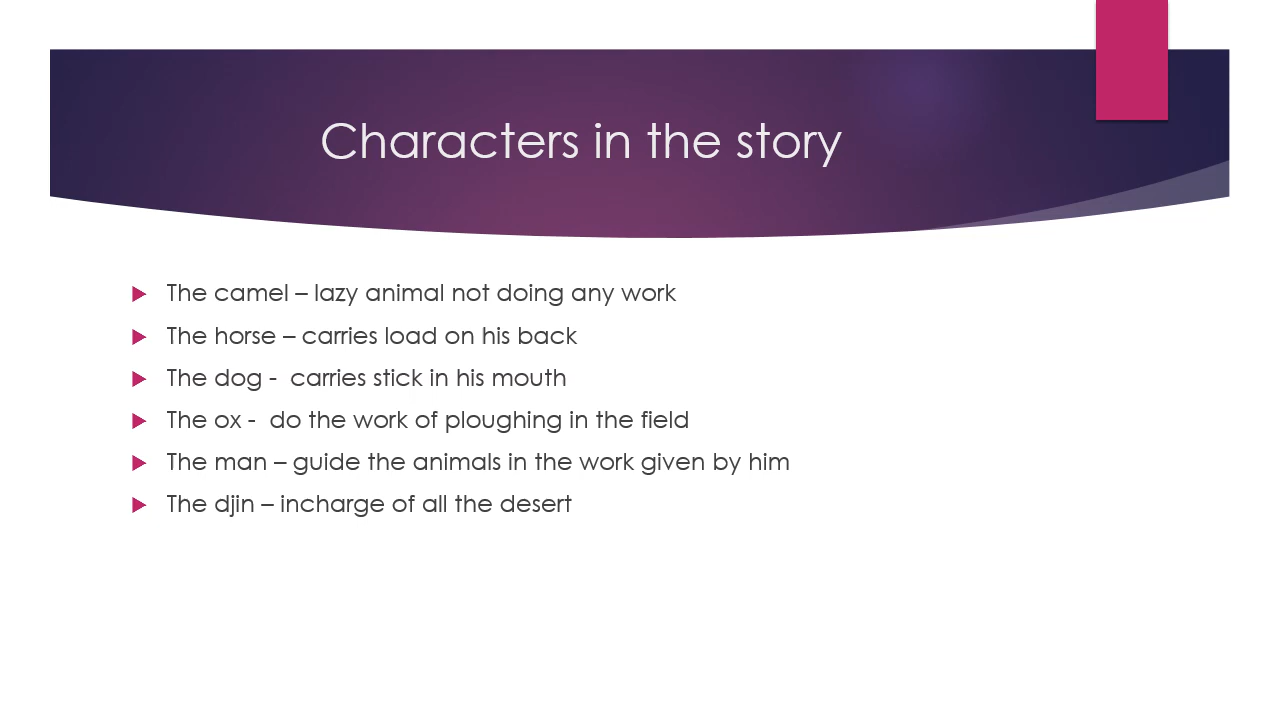 Characters in the story
The camel – lazy animal not doing any work
The horse – carries load on his back
The dog -  carries stick in his mouth
The ox -  do the work of ploughing in the field
The man – guide the animals in the work given by him
The djin – incharge of all the desert